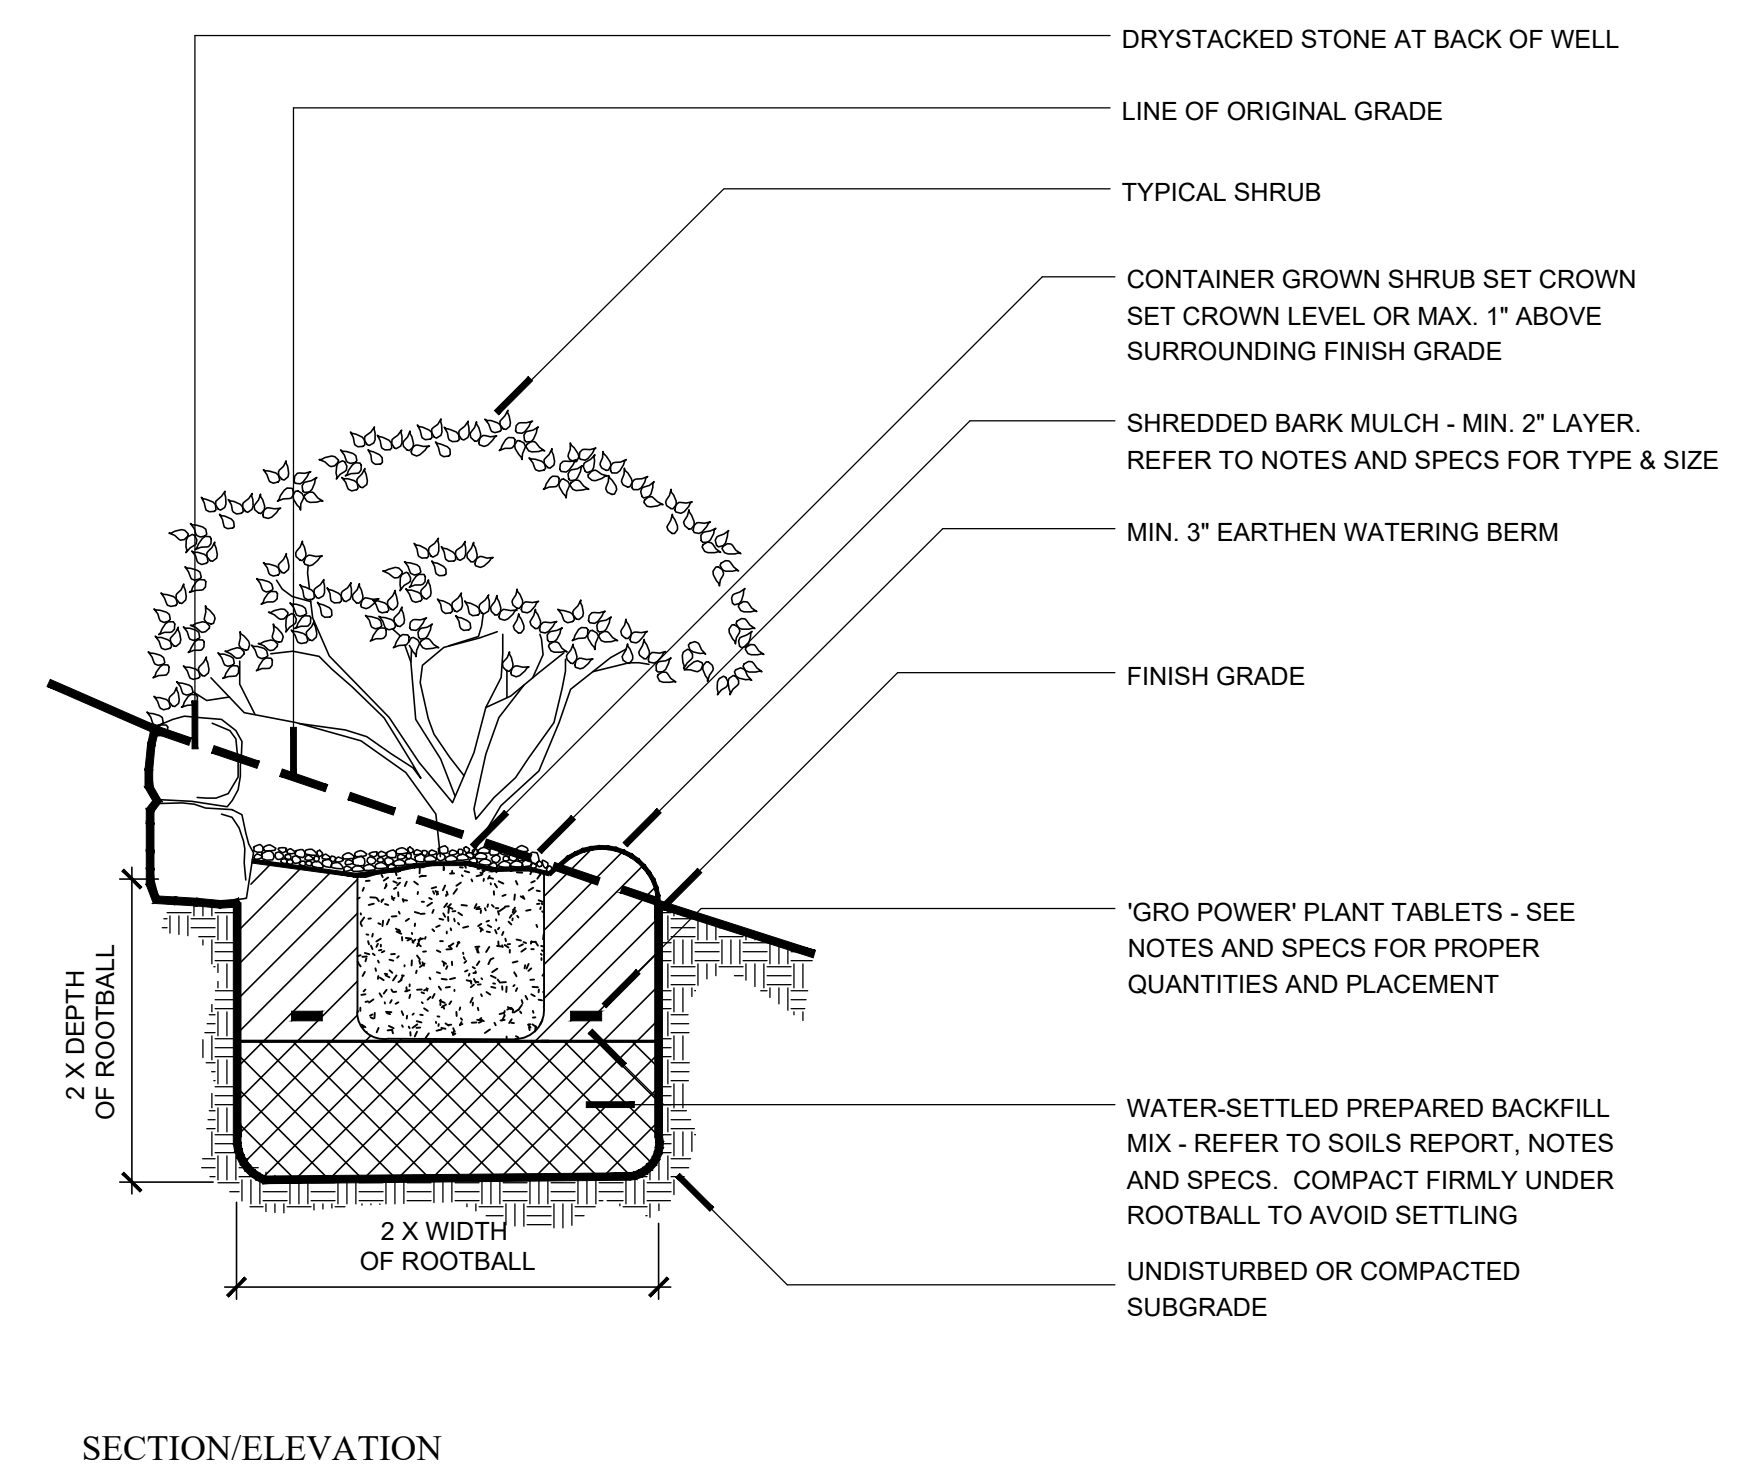 DRYSTACKED STONE AT BACK OF WELL
LINE OF ORIGINAL GRADE
TYPICAL SHRUB
CONTAINER GROWN SHRUB SET CROWN
SET CROWN LEVEL OR MAX. 1" ABOVE
SURROUNDING FINISH GRADE
SHREDDED BARK MULCH - MIN. 2" LAYER.
REFER TO NOTES AND SPECS FOR TYPE & SIZE
MIN. 3" EARTHEN WATERING BERM
FINISH GRADE
'GRO POWER' PLANT TABLETS - SEE
NOTES AND SPECS FOR PROPER
QUANTITIES AND PLACEMENT
2 X DEPTH
OF ROOTBALL
WATER-SETTLED PREPARED BACKFILL
MIX - REFER TO SOILS REPORT, NOTES
AND SPECS.  COMPACT FIRMLY UNDER
ROOTBALL TO AVOID SETTLING
2 X WIDTH
OF ROOTBALL
UNDISTURBED OR COMPACTED
SUBGRADE
SECTION/ELEVATION